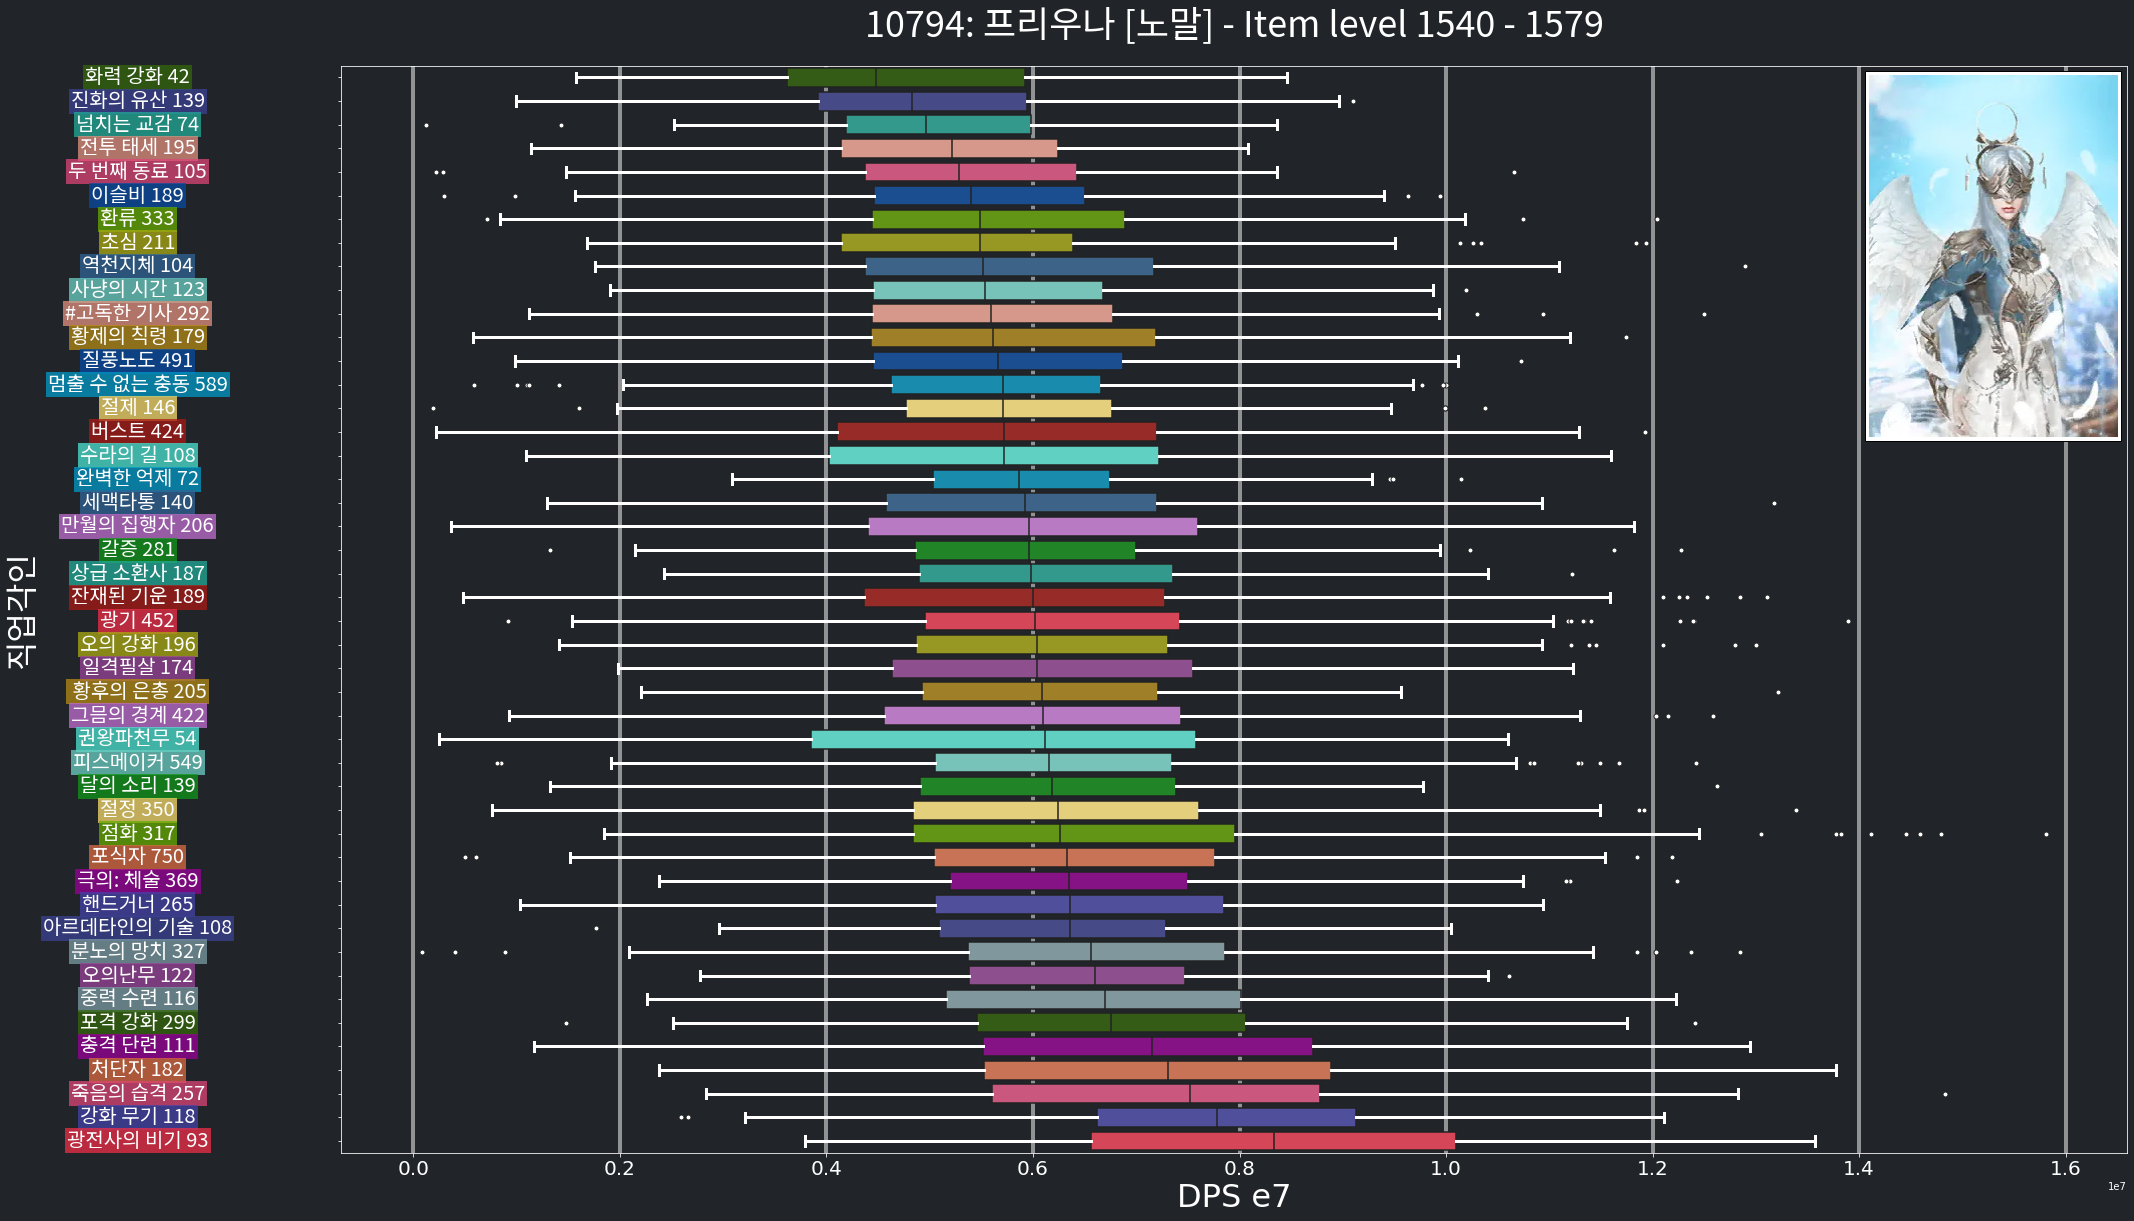 10794: 프리우나 [노말] - Item level 1540 - 1579
화력 강화 42
진화의 유산 139
넘치는 교감 74
전투 태세 195
두 번째 동료 105
이슬비 189
환류 333
초심 211
역천지체 104
사냥의 시간 123
#고독한 기사 292
황제의 칙령 179
질풍노도 491
멈출 수 없는 충동 589
절제 146
버스트 424
수라의 길 108
완벽한 억제 72
세맥타통 140
만월의 집행자 206
갈증 281
상급 소환사 187
잔재된 기운 189
광기 452
오의 강화 196
일격필살 174
황후의 은총 205
그믐의 경계 422
권왕파천무 54
피스메이커 549
달의 소리 139
절정 350
점화 317
포식자 750
극의: 체술 369
핸드거너 265
아르데타인의 기술 108
분노의 망치 327
오의난무 122
중력 수련 116
포격 강화 299
충격 단련 111
처단자 182
죽음의 습격 257
강화 무기 118
광전사의 비기 93
직업각인
0.0 0.2 0.4 0.6 0.8 1.0 1.2 1.4 1.6
1e7
DPS e7